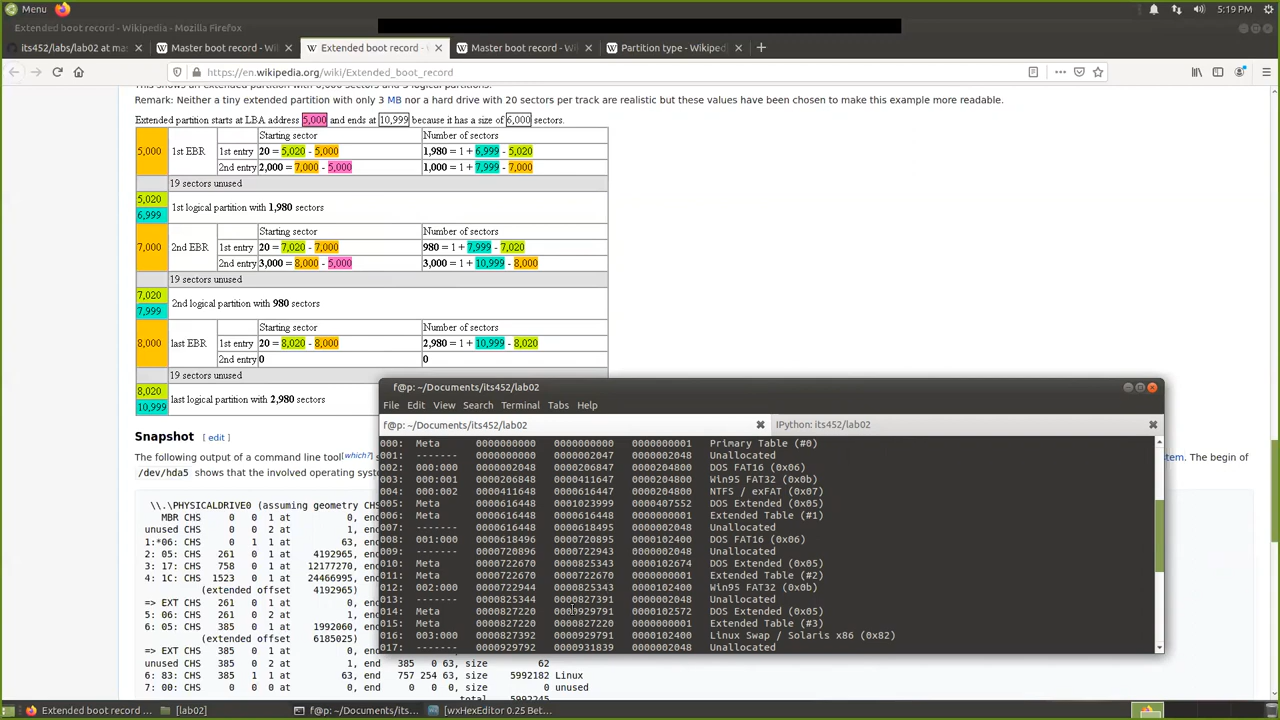 Menu
5:19 PM
Extended boot record - Wikipedia - Mozilla Firefox
its452/labs/lab02 at ma
Master boot record - Wi
Extended boot record -
Master boot record - Wi
Partition type - Wikiped
https://en.wikipedia.org/wiki/Extended_boot_record
Remark: Neither a tiny extended partition with only 3 MB nor a hard drive with 20 sectors per track are realistic but these values have been chosen to make this example more readable.
Extended partition starts at LBA address 5,000 and ends at 10,999 because it has a size of 6,000 sectors.
Starting sector Number of sectors
5,000 1st EBR 1st entry 20 = 5,020 - 5,000 1,980 = 1 + 6,999 - 5,020
2nd entry 2,000 = 7,000 - 5,000 1,000 = 1 + 7,999 - 7,000
19 sectors unused
5,020
1st logical partition with 1,980 sectors
6,999
Starting sector Number of sectors
7,000 2nd EBR 1st entry 20 = 7,020 - 7,000 980 = 1 + 7,999 - 7,020
2nd entry 3,000 = 8,000 - 5,000 3,000 = 1 + 10,999 - 8,000
19 sectors unused
7,020
2nd logical partition with 980 sectors
7,999
Starting sector Number of sectors
8,000 last EBR 1st entry 20 = 8,020 - 8,000 2,980 = 1 + 10,999 - 8,020
2nd entry 0 0
19 sectors unused
8,020
last logical partition with 2,980 sectors
10,999
Snapshot [ edit ]
The following output of a command line tool[which?]
stem. The begin of
/dev/hda5 shows that the involved operating syste
\\.\PHYSICALDRIVE0 (assuming geometry CHS
MBR CHS 0 0 1 at 0, end
unused CHS 0 0 2 at 1, end
1:*06: CHS 0 1 1 at 63, end
2: 05: CHS 261 0 1 at 4192965, end
3: 17: CHS 758 0 1 at 12177270, end
4: 1C: CHS 1523 0 1 at 24466995, end
(extended offset 4192965)
=> EXT CHS 261 0 1 at 0, end
unused CHS 261 0 2 at 1, end
5: 06: CHS 261 1 1 at 63, end
6: 05: CHS 385 0 1 at 1992060, end
(extended offset 6185025)
=> EXT CHS 385 0 1 at 0, end
unused CHS 385 0 2 at 1, end 385 0 63, size 62
6: 83: CHS 385 1 1 at 63, end 757 254 63, size 5992182 Linux
7: 00: CHS 0 0 0 at 0, end 0 0 0, size 0 unused
5992245
f@p: ~/Documents/its452/lab02
File Edit View Search Terminal Tabs Help
f@p: ~/Documents/its452/lab02
IPython: its452/lab02
000: Meta 0000000000 0000000000 0000000001 Primary Table (#0)
001: ------- 0000000000 0000002047 0000002048 Unallocated
002: 000:000 0000002048 0000206847 0000204800 DOS FAT16 (0x06)
003: 000:001 0000206848 0000411647 0000204800 Win95 FAT32 (0x0b)
004: 000:002 0000411648 0000616447 0000204800 NTFS / exFAT (0x07)
005: Meta 0000616448 0001023999 0000407552 DOS Extended (0x05)
006: Meta 0000616448 0000616448 0000000001 Extended Table (#1)
007: ------- 0000616448 0000618495 0000002048 Unallocated
008: 001:000 0000618496 0000720895 0000102400 DOS FAT16 (0x06)
009: ------- 0000720896 0000722943 0000002048 Unallocated
010: Meta 0000722670 0000825343 0000102674 DOS Extended (0x05)
011: Meta 0000722670 0000722670 0000000001 Extended Table (#2)
012: 002:000 0000722944 0000825343 0000102400 Win95 FAT32 (0x0b)
013: ------- 0000825344 0000827391 0000002048 Unallocated
014: Meta 0000827220 0000929791 0000102572 DOS Extended (0x05)
015: Meta 0000827220 0000827220 0000000001 Extended Table (#3)
016: 003:000 0000827392 0000929791 0000102400 Linux Swap / Solaris x86 (0x82)
017: ------- 0000929792 0000931839 0000002048 Unallocated
Extended boot record ...
[lab02]
f@p: ~/Documents/its...
[wxHexEditor 0.25 Bet...